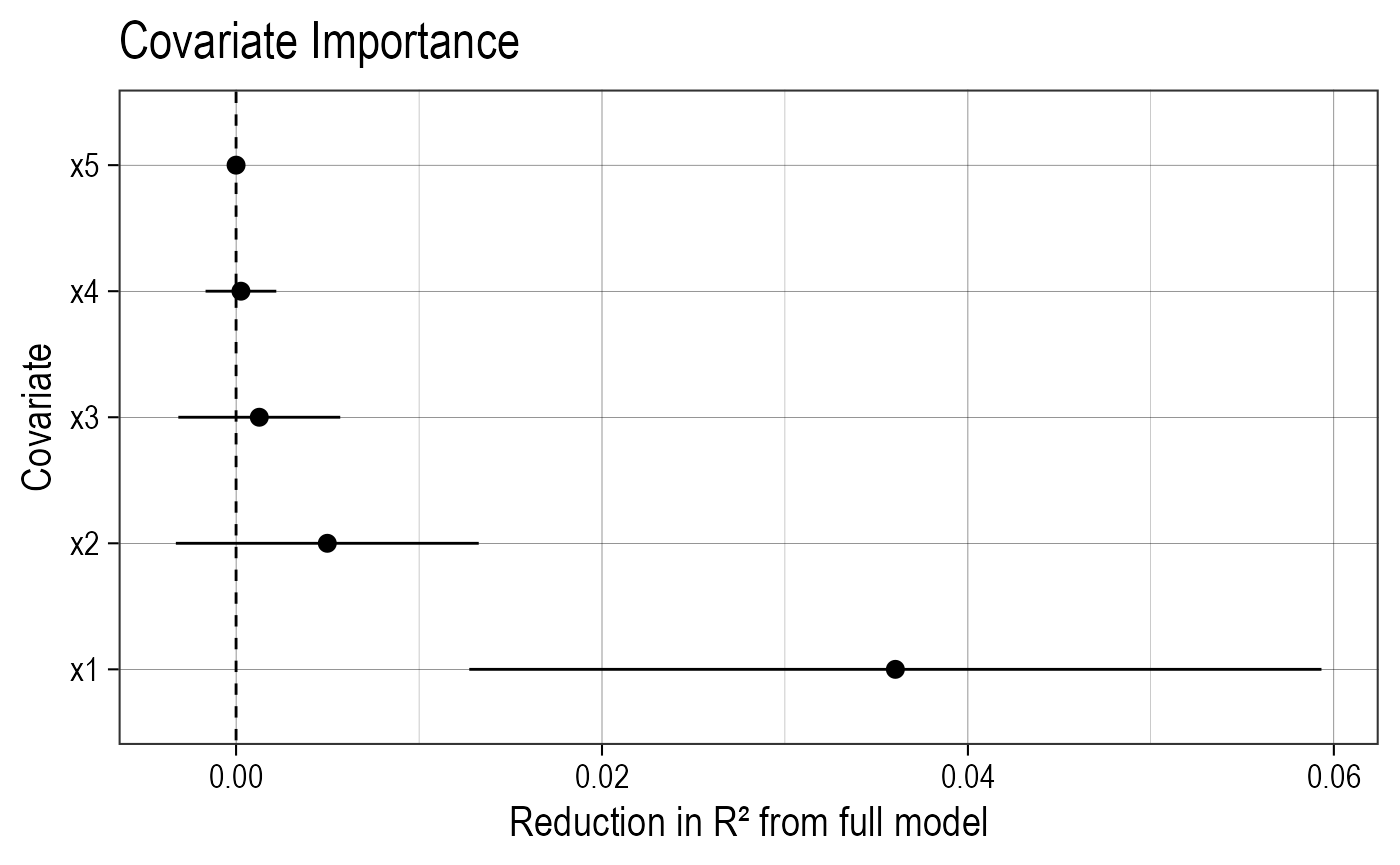 Covariate Importance
x5
x4
x3
x2
x1
Covariate
0.00 0.02 0.04 0.06
Reduction in R² from full model